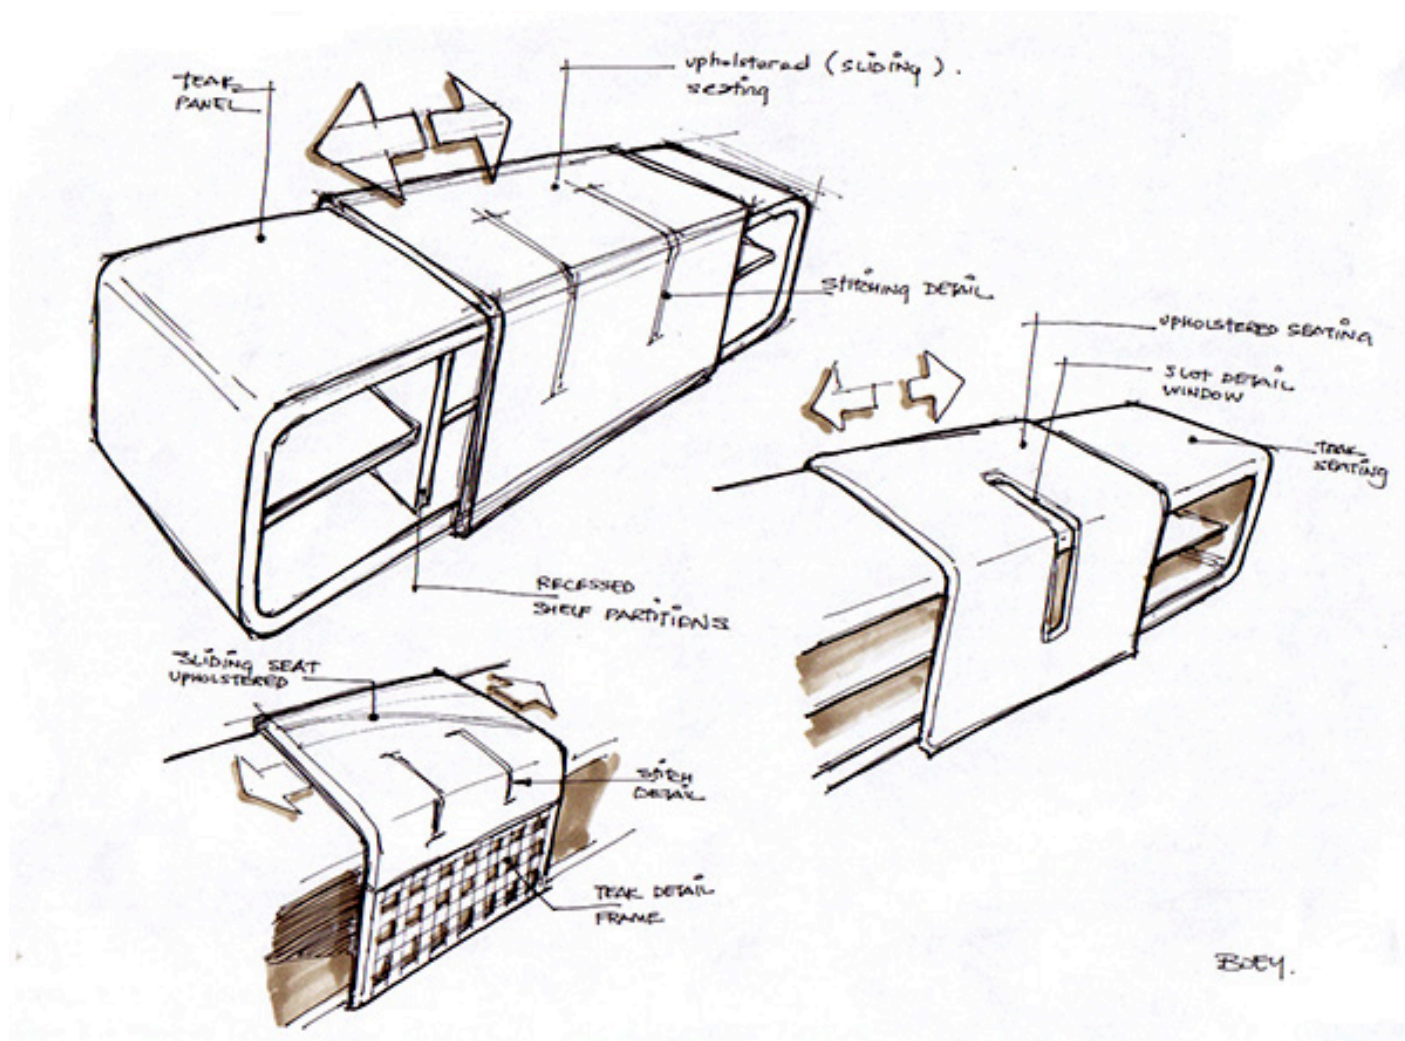 TEAK
PANEL
upholstered (SLIDING).
seating
STITCHING DETAIL
RECESSED
SHELF PARTITIONS
UPHOLSTERED SEATING
SLOT DETAIL
WINDOW
TEAK
SEATING
SLIDING SEAT
UPHOLSTERED
STITCH
DETAIL
TEAK DETAIL
FRAME
BOEY.